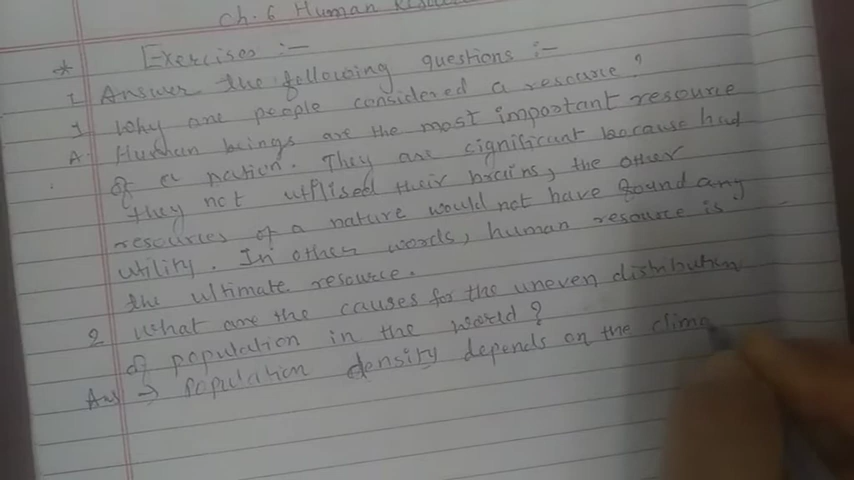 Ch. 6 Human
* Exercises :-
I Answer the following questions :-
1 Why are people considered a resource ?
A. Human beings are the most important resource
of a nation. They are significant because had
they not utilised their brains, the other
resources of a nature would not have found any
utility. In other words, human resource is
the ultimate resource.
2 What are the causes for the uneven distribution
of population in the world ?
Ans → population density depends on the clima